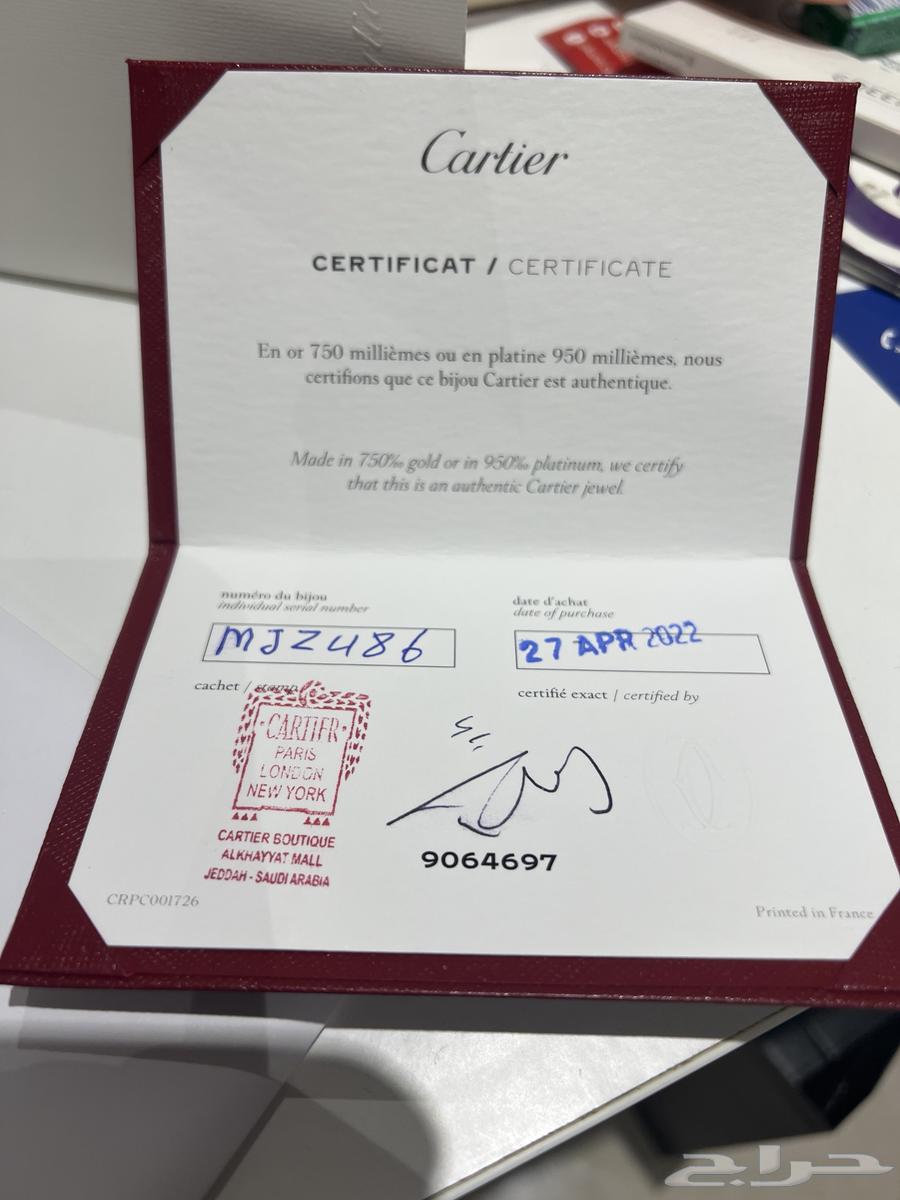 Cartier
CERTIFICAT / CERTIFICATE
En or 750 millièmes ou en platine 950 millièmes, nous
certifions que ce bijou Cartier est authentique.
Made in 750‰ gold or in 950‰ platinum, we certify
that this is an authentic Cartier jewel.
numéro du bijou
individual serial number
MJZ486
date d'achat
date of purchase
27 APR 2022
cachet / stamp
certifié exact | certified by
CARTIER
PARIS
LONDON
NEW YORK
CARTIER BOUTIQUE
ALKHAYYAT MALL
JEDDAH - SAUDI ARABIA
9064697
CRPC001726
Printed in France
حراج